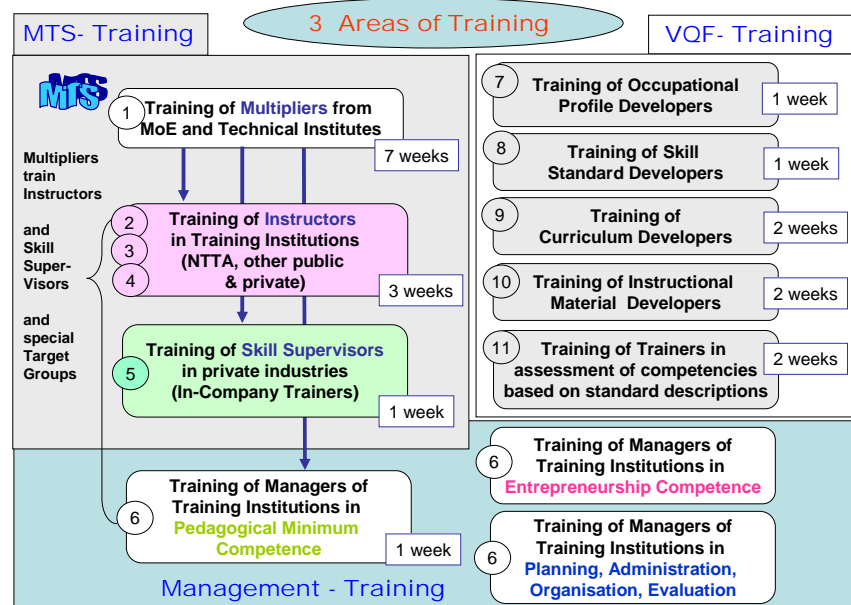 3 Areas of Training
MTS- Training
MTS
1
Training of Multipliers from
MoE and Technical Institutes
7 weeks
Multipliers
train
Instructors
and
Skill
Super-
Visors
and
special
Target
Groups
2
3
4
Training of Instructors
in Training Institutions
(NTTA, other public
& private)
3 weeks
5
Training of Skill Supervisors
in private industries
(In-Company Trainers)
1 week
6
Training of Managers of
Training Institutions in
Pedagogical Minimum
Competence
1 week
VQF- Training
7
Training of Occupational
Profile Developers
1 week
8
Training of Skill
Standard Developers
1 week
9
Training of
Curriculum Developers
2 weeks
10
Training of Instructional
Material Developers
2 weeks
11
Training of Trainers in
assessment of competencies
based on standard descriptions
2 weeks
6
Training of Managers of
Training Institutions in
Entrepreneurship Competence
6
Training of Managers of
Training Institutions in
Planning, Administration,
Organisation, Evaluation
Management - Training